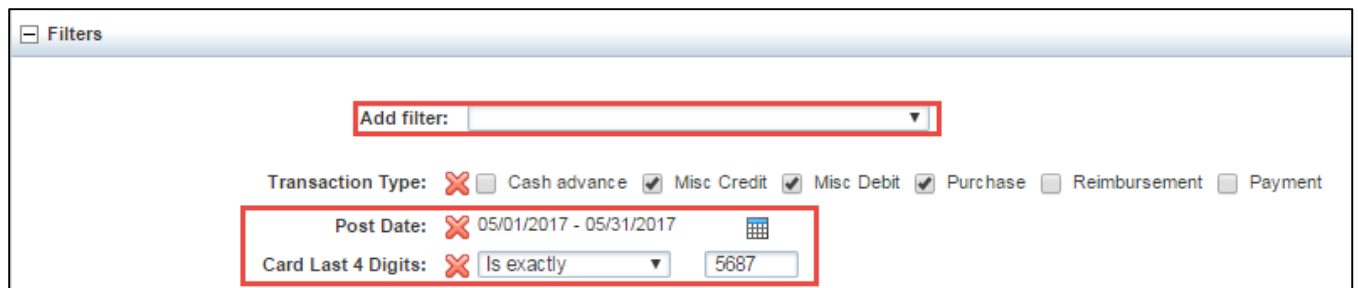 Filters
Add filter:
Transaction Type: Cash advance Misc Credit Misc Debit Purchase Reimbursement Payment
Post Date: 05/01/2017 - 05/31/2017
Card Last 4 Digits: Is exactly 5687